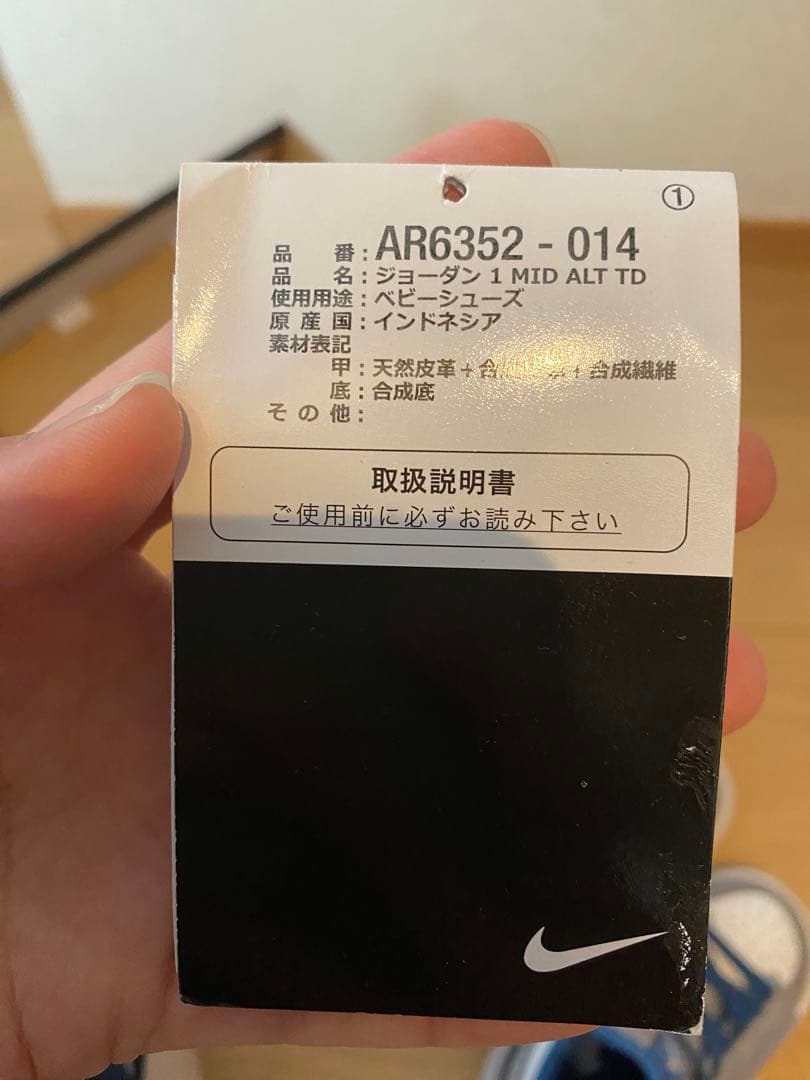 ①
品 番：AR6352 - 014
品 名：ジョーダン 1 MID ALT TD
使用用途：ベビーシューズ
原 産 国：インドネシア
素材表記
甲：天然皮革＋合 ＋合成繊維
底：合成底
そ の 他：
取扱説明書
ご使用前に必ずお読み下さい